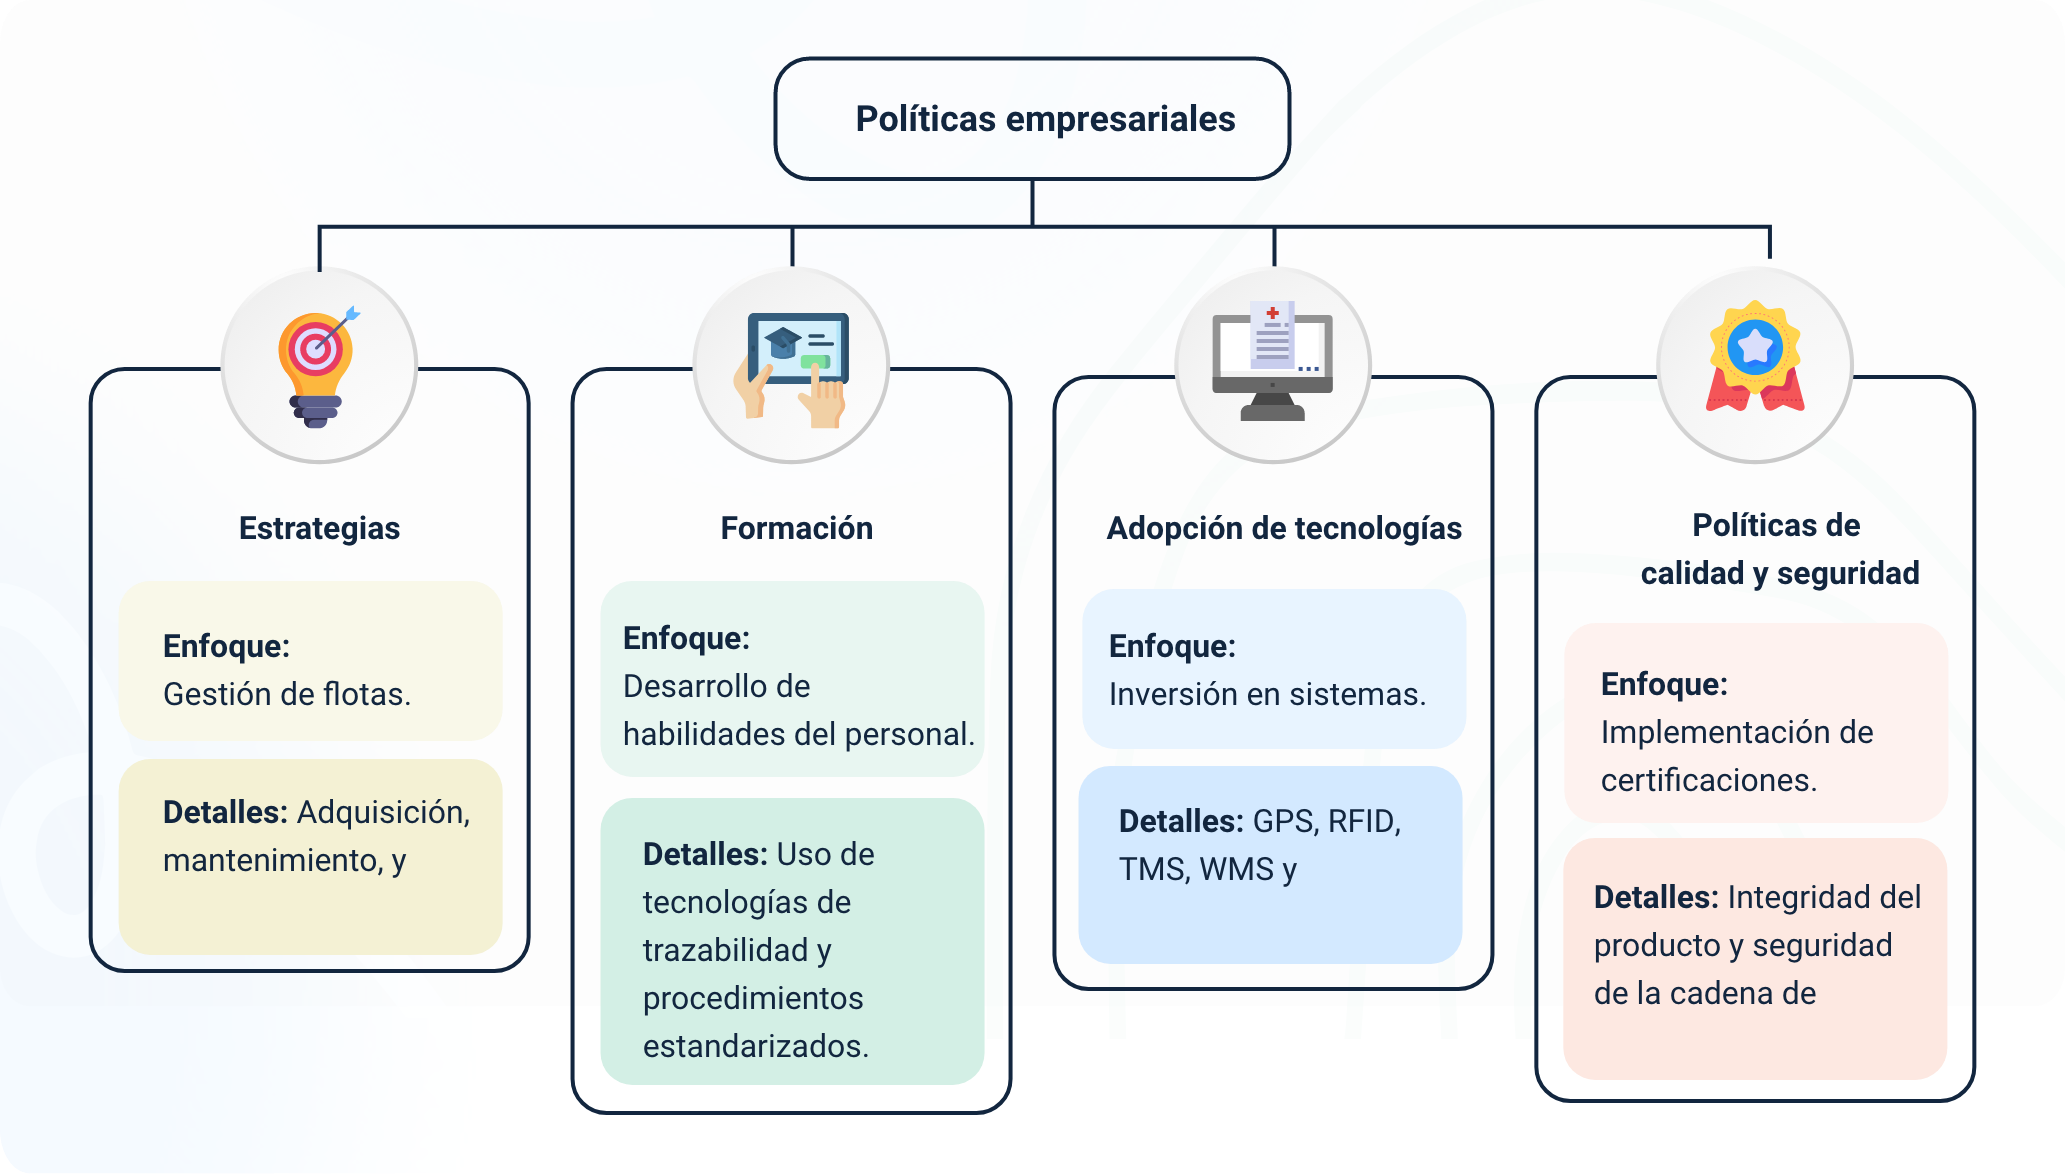 Políticas empresariales
Estrategias
Enfoque:
Gestión de flotas.
Detalles: Adquisición,
mantenimiento, y
Formación
Enfoque:
Desarrollo de
habilidades del personal.
Detalles: Uso de
tecnologías de
trazabilidad y
procedimientos
estandarizados.
Adopción de tecnologías
Enfoque:
Inversión en sistemas.
Detalles: GPS, RFID,
TMS, WMS y
Políticas de
calidad y seguridad
Enfoque:
Implementación de
certificaciones.
Detalles: Integridad del
producto y seguridad
de la cadena de